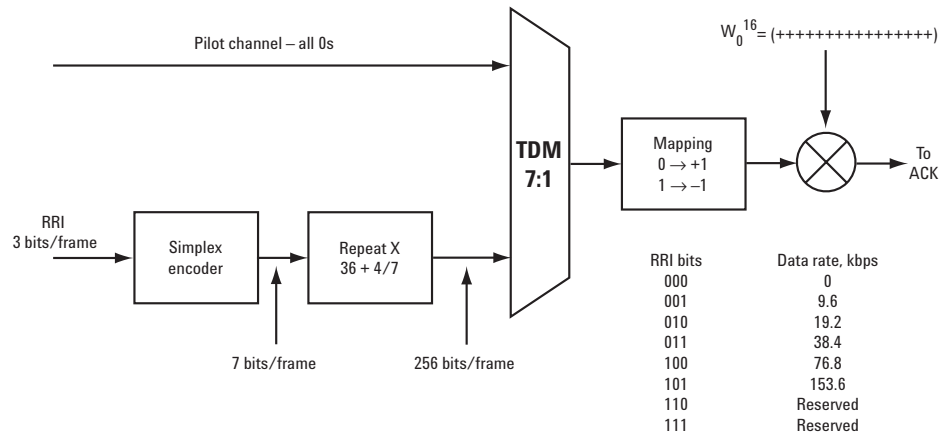 Pilot channel – all 0s
W₀¹⁶ = (++++++++++++++++)
TDM
7:1
Mapping
0 → +1
1 → –1
To
ACK
RRI
3 bits/frame
Simplex
encoder
Repeat X
36 + 4/7
7 bits/frame
256 bits/frame
RRI bits Data rate, kbps
000 0
001 9.6
010 19.2
011 38.4
100 76.8
101 153.6
110 Reserved
111 Reserved